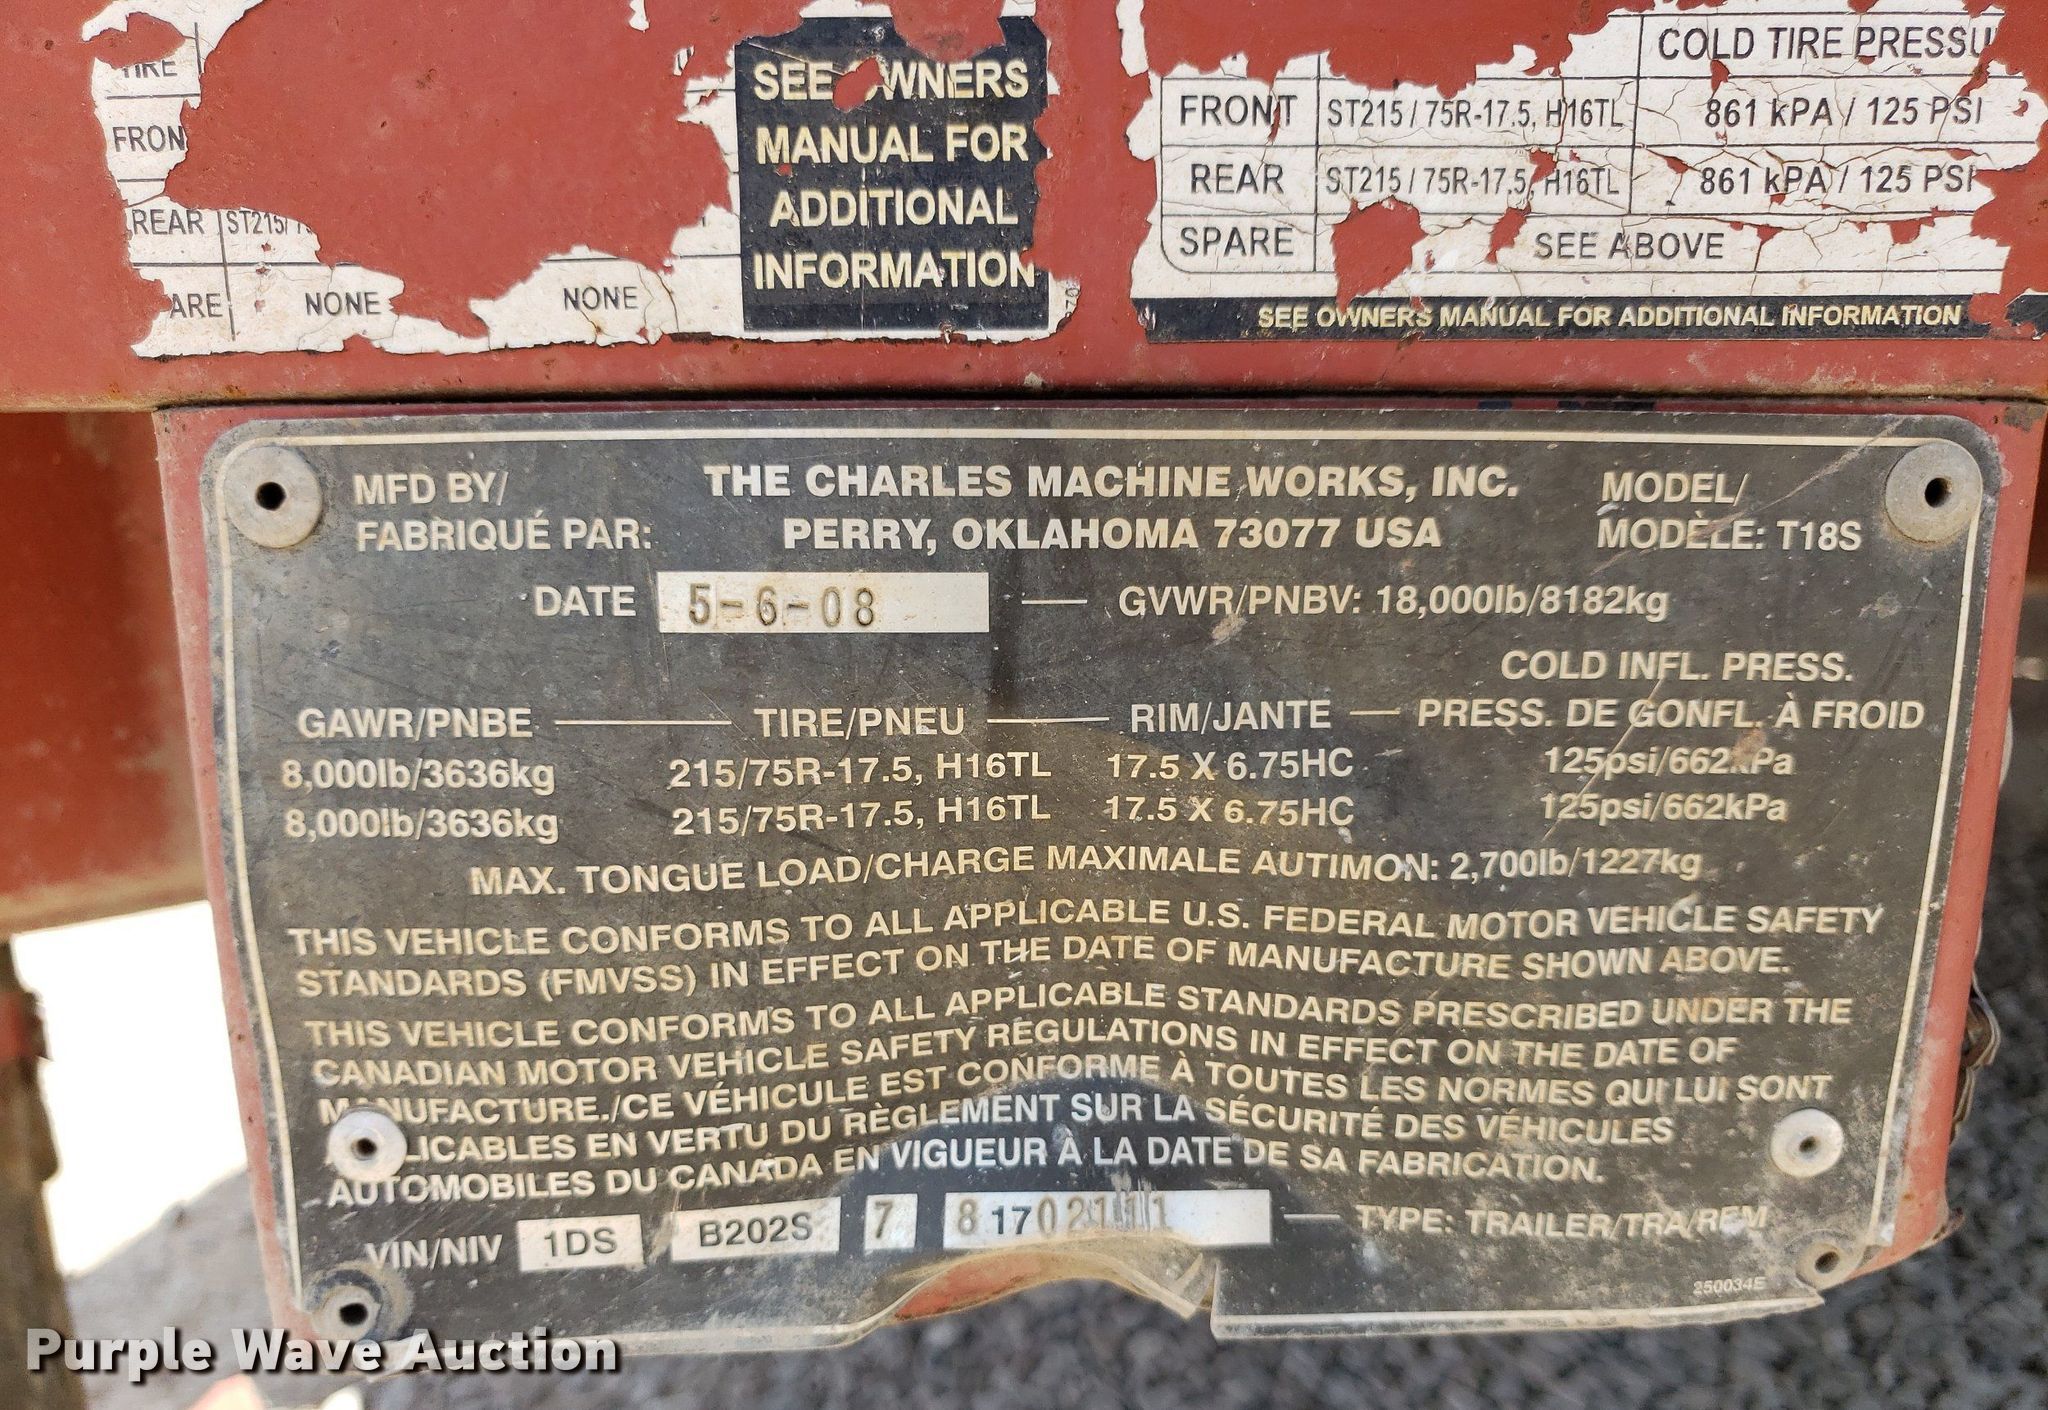 TIRE
FRON
REAR ST215/7
ARE NONE NONE
SEE OWNERS
MANUAL FOR
ADDITIONAL
INFORMATION
COLD TIRE PRESSU
FRONT ST215 / 75R-17.5, H16TL 861 kPA / 125 PSI
REAR ST215 / 75R-17.5, H16TL 861 kPA / 125 PSI
SPARE SEE ABOVE
SEE OWNERS MANUAL FOR ADDITIONAL INFORMATION
MFD BY/ THE CHARLES MACHINE WORKS, INC. MODEL/
FABRIQUÉ PAR: PERRY, OKLAHOMA 73077 USA MODÈLE: T18S
DATE 5-6-08 GVWR/PNBV: 18,000lb/8182kg
COLD INFL. PRESS.
GAWR/PNBE TIRE/PNEU RIM/JANTE PRESS. DE GONFL. À FROID
8,000lb/3636kg 215/75R-17.5, H16TL 17.5 X 6.75HC 125psi/662kPa
8,000lb/3636kg 215/75R-17.5, H16TL 17.5 X 6.75HC 125psi/662kPa
MAX. TONGUE LOAD/CHARGE MAXIMALE AUTIMON: 2,700lb/1227kg
THIS VEHICLE CONFORMS TO ALL APPLICABLE U.S. FEDERAL MOTOR VEHICLE SAFETY
STANDARDS (FMVSS) IN EFFECT ON THE DATE OF MANUFACTURE SHOWN ABOVE.
THIS VEHICLE CONFORMS TO ALL APPLICABLE STANDARDS PRESCRIBED UNDER THE
CANADIAN MOTOR VEHICLE SAFETY REGULATIONS IN EFFECT ON THE DATE OF
MANUFACTURE./CE VÉHICULE EST CONFORME À TOUTES LES NORMES QUI LUI SONT
LICABLES EN VERTU DU RÈGLEMENT SUR LA SÉCURITÉ DES VÉHICULES
AUTOMOBILES DU CANADA EN VIGUEUR À LA DATE DE SA FABRICATION.
VIN/NIV 1DS B202S 7 8 17 02111 TYPE: TRAILER/TRA/REM
250034E
Purple Wave Auction